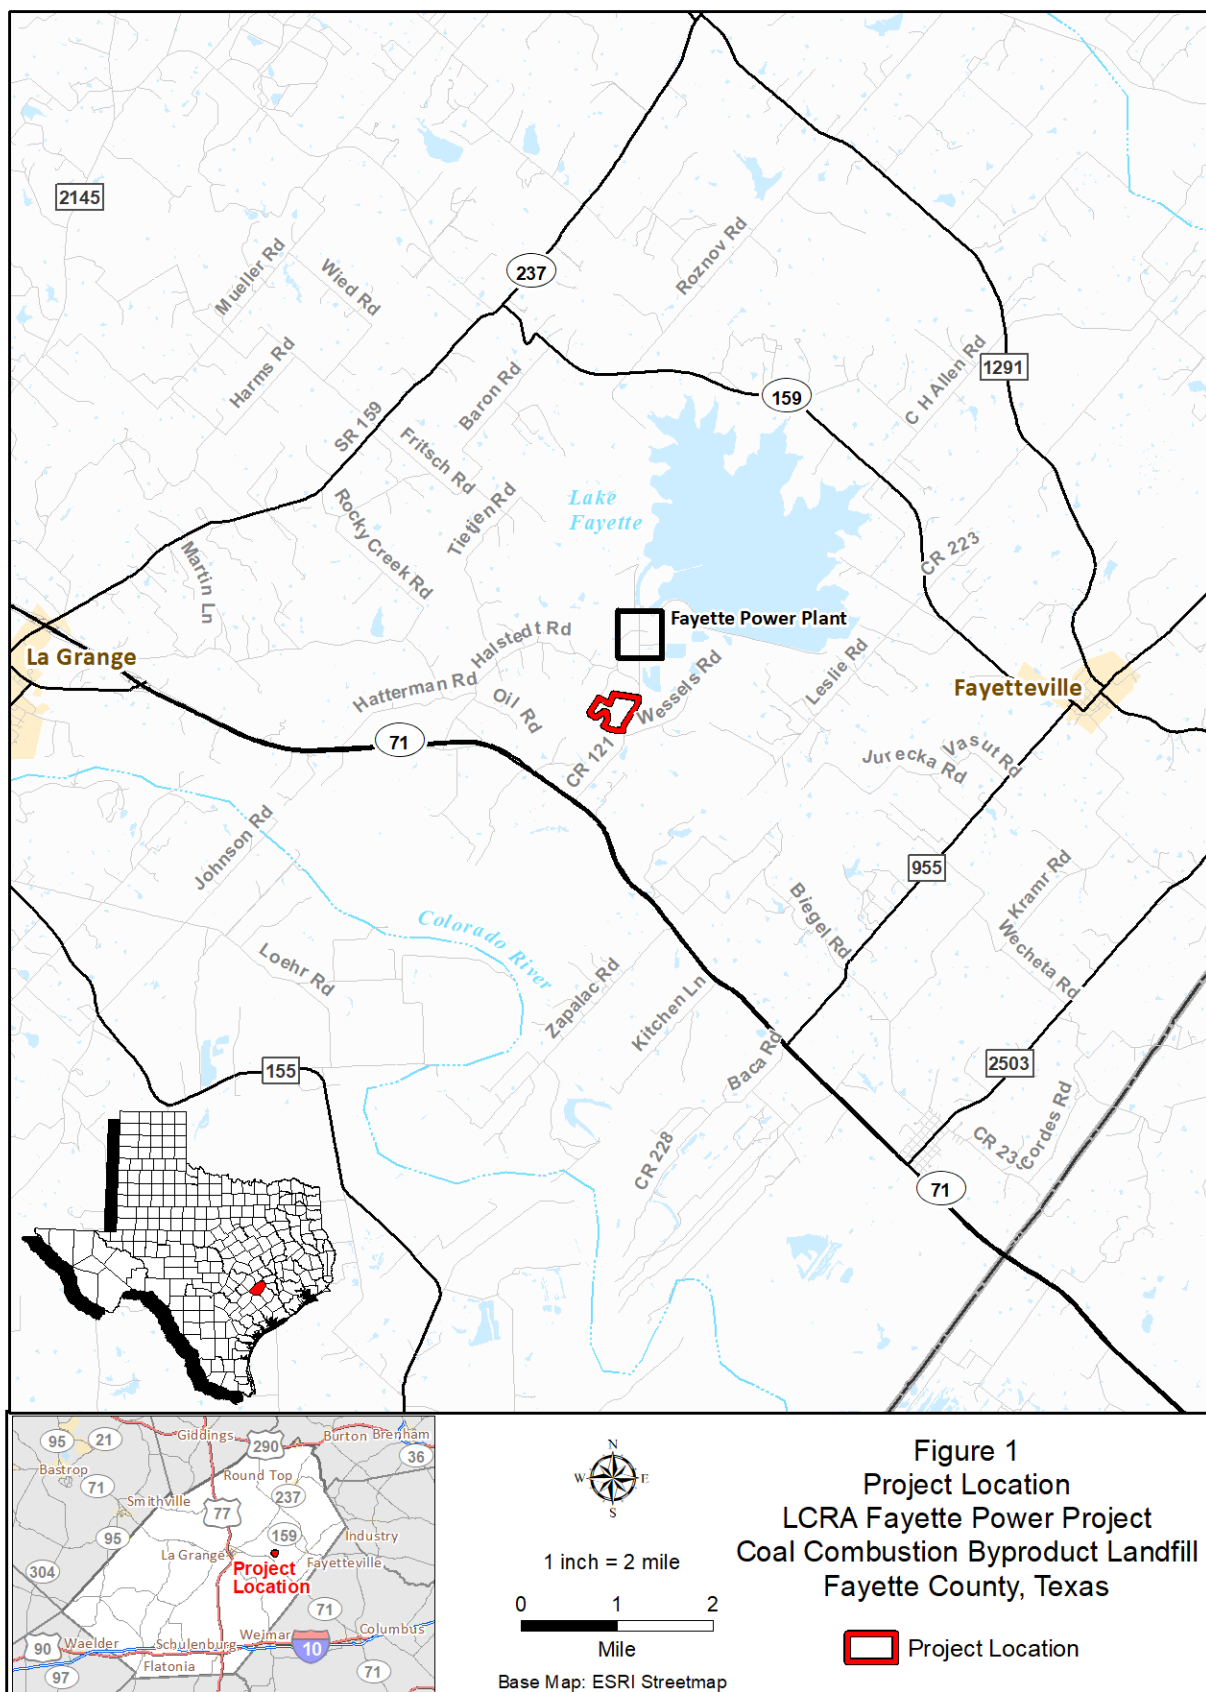 2145
237
Mueller Rd
Wied Rd
Roznov Rd
Harms Rd
SR 159
Baron Rd
159
C H Allen Rd
1291
Fritsch Rd
Tietjen Rd
Rocky Creek Rd
Lake
Fayette
Martin Ln
CR 223
Fayette Power Plant
Halstedt Rd
La Grange
Hatterman Rd
Oil Rd
Wessels Rd
Leslie Rd
Fayetteville
71
CR 121
Jurecka Rd
Vasut Rd
Johnson Rd
955
Biegel Rd
Kramr Rd
Wecheta Rd
Colorado River
Loehr Rd
Zapalac Rd
Kitchen Ln
Baca Rd
155
2503
CR 228
CR 235
Cordes Rd
71
95
21
Giddings
290
Burton
Brenham
36
Bastrop
71
Round Top
237
Smithville
77
95
159
Industry
La Grange
Fayetteville
Project
Location
304
71
90
Waelder
Schulenburg
Weimar
10
Columbus
Flatonia
97
77
71
N
W
E
S
1 inch = 2 mile
0
1
2
Mile
Base Map: ESRI Streetmap
Figure 1
Project Location
LCRA Fayette Power Project
Coal Combustion Byproduct Landfill
Fayette County, Texas
Project Location